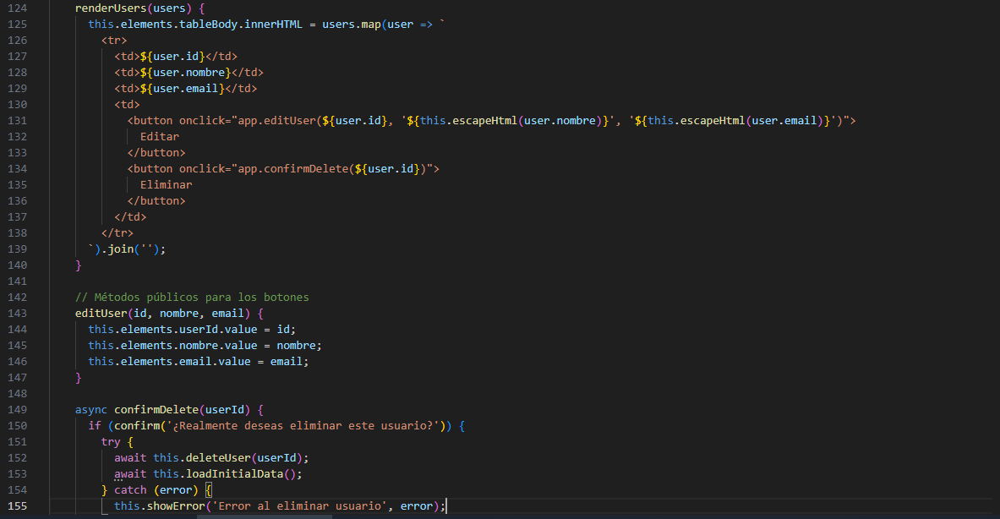 124 renderUsers(users) {
125 this.elements.tableBody.innerHTML = users.map(user => `
126 <tr>
127 <td>${user.id}</td>
128 <td>${user.nombre}</td>
129 <td>${user.email}</td>
130 <td>
131 <button onclick="app.editUser(${user.id}, '${this.escapeHtml(user.nombre)}', '${this.escapeHtml(user.email)}')">
132 Editar
133 </button>
134 <button onclick="app.confirmDelete(${user.id})">
135 Eliminar
136 </button>
137 </td>
138 </tr>
139 `).join('');
140 }
141
142 // Métodos públicos para los botones
143 editUser(id, nombre, email) {
144 this.elements.userId.value = id;
145 this.elements.nombre.value = nombre;
146 this.elements.email.value = email;
147 }
148
149 async confirmDelete(userId) {
150 if (confirm('¿Realmente deseas eliminar este usuario?')) {
151 try {
152 await this.deleteUser(userId);
153 await this.loadInitialData();
154 } catch (error) {
155 this.showError('Error al eliminar usuario', error);